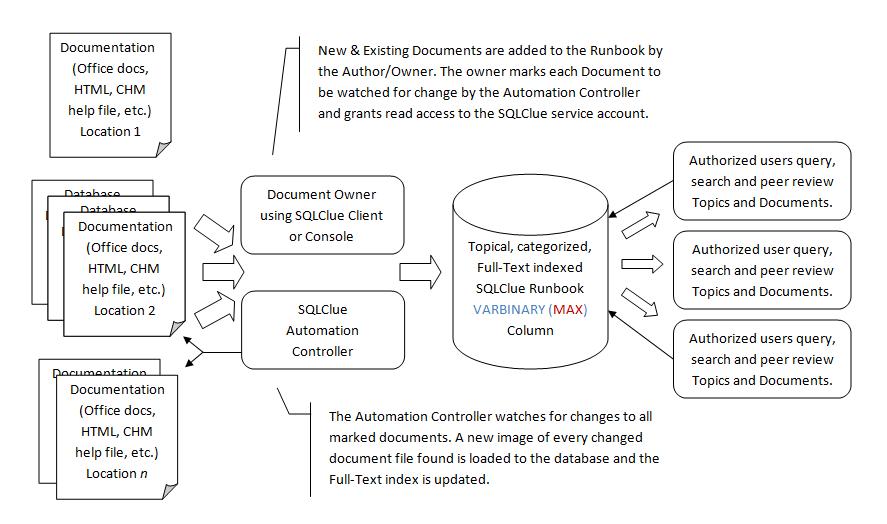 Documentation
(Office docs,
HTML, CHM
help file, etc.)
Location 1
New & Existing Documents are added to the Runbook by
the Author/Owner. The owner marks each Document to
be watched for change by the Automation Controller
and grants read access to the SQLClue service account.
Database
Database
Documentation
(Office docs,
HTML, CHM
help file, etc.)
Location 2
Documentation
Documentation
(Office docs,
HTML, CHM
help file, etc.)
Location n
Document Owner
using SQLClue Client
or Console
SQLClue
Automation
Controller
Topical, categorized,
Full-Text indexed
SQLClue Runbook
VARBINARY (MAX)
Column
Authorized users query,
search and peer review
Topics and Documents.
Authorized user query,
search and peer review
Topics and Documents.
Authorized users query,
search and peer review
Topics and Documents.
The Automation Controller watches for changes to all
marked documents. A new image of every changed
document file found is loaded to the database and the
Full-Text index is updated.